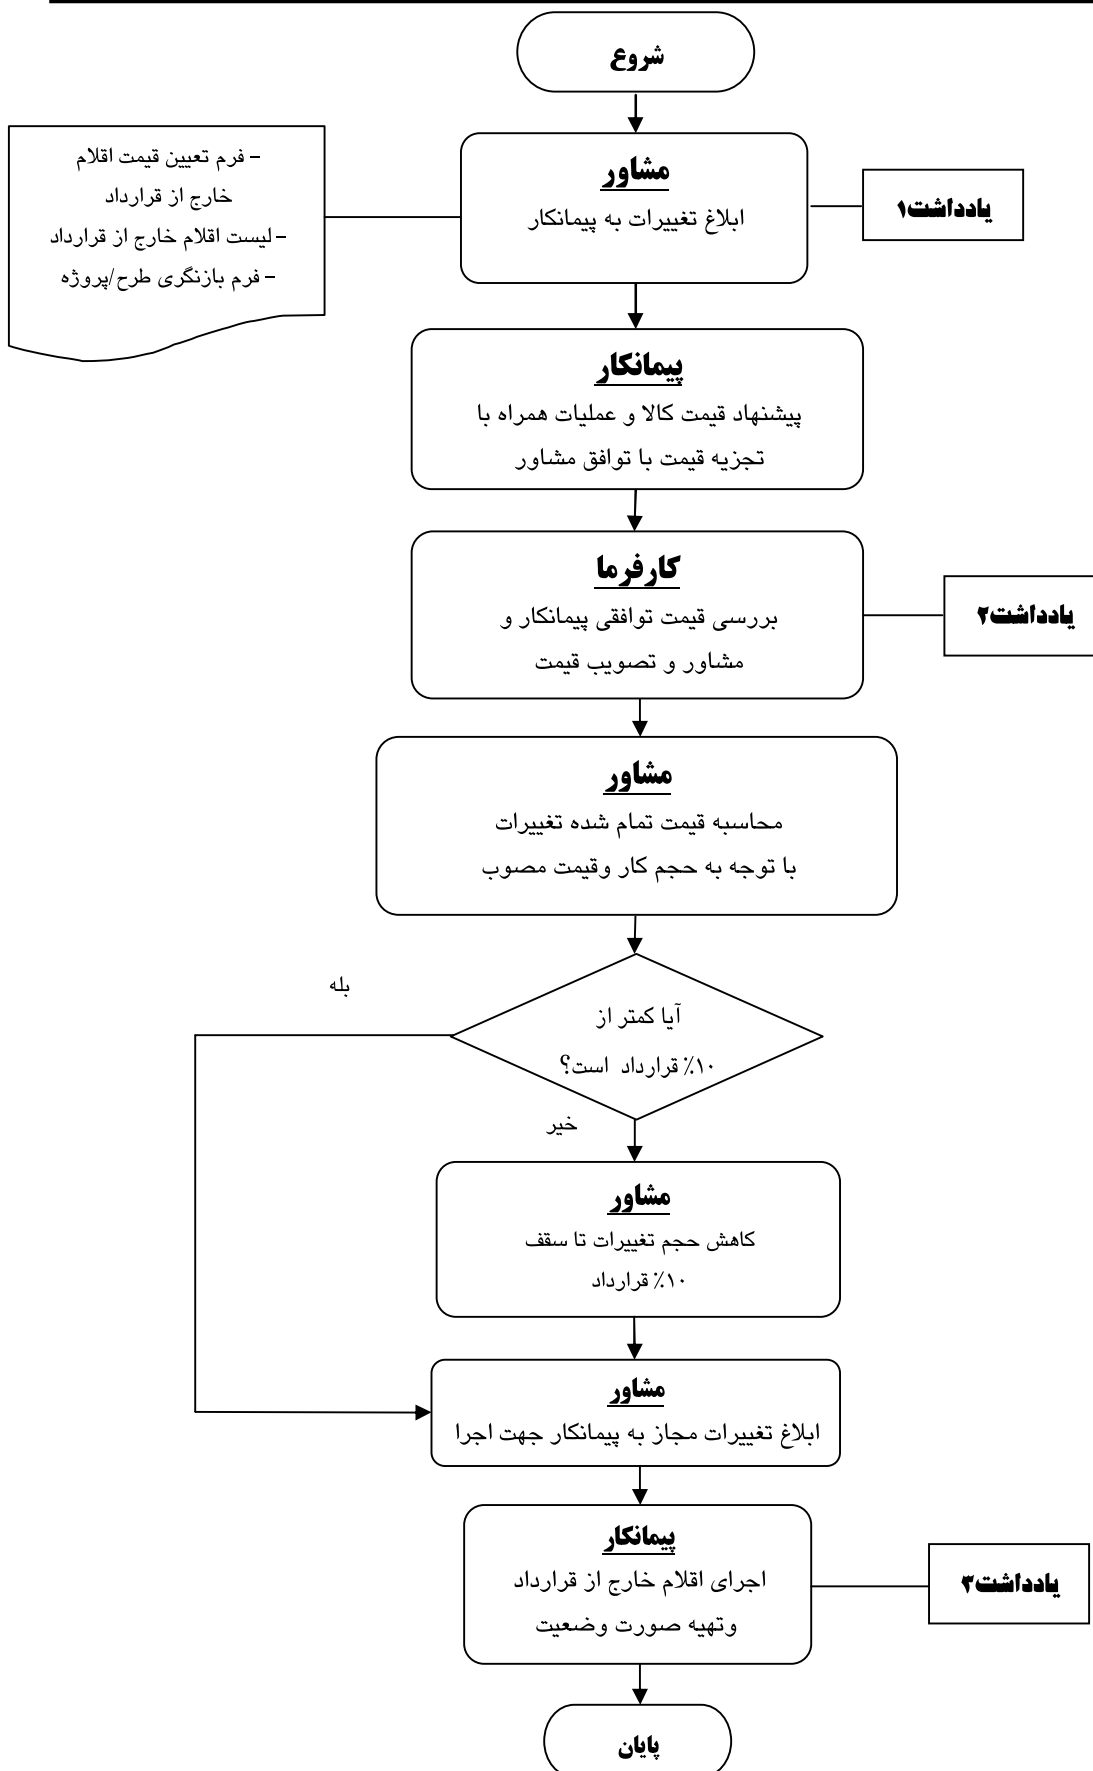 شروع
مشاور
ابلاغ تغییرات به پیمانکار
یادداشت۱
- فرم تعیین قیمت اقلام
خارج از قرارداد
- لیست اقلام خارج از قرارداد
- فرم بازنگری طرح/پروژه
پیمانکار
پیشنهاد قیمت کالا و عملیات همراه با
تجزیه قیمت با توافق مشاور
کارفرما
بررسی قیمت توافقی پیمانکار و
مشاور و تصویب قیمت
یادداشت۲
مشاور
محاسبه قیمت تمام شده تغییرات
با توجه به حجم کار وقیمت مصوب
آیا کمتر از
۱۰٪ قرارداد است؟
بله
خیر
مشاور
کاهش حجم تغییرات تا سقف
۱۰٪ قرارداد
مشاور
ابلاغ تغییرات مجاز به پیمانکار جهت اجرا
پیمانکار
اجرای اقلام خارج از قرارداد
وتهیه صورت وضعیت
یادداشت۳
پایان